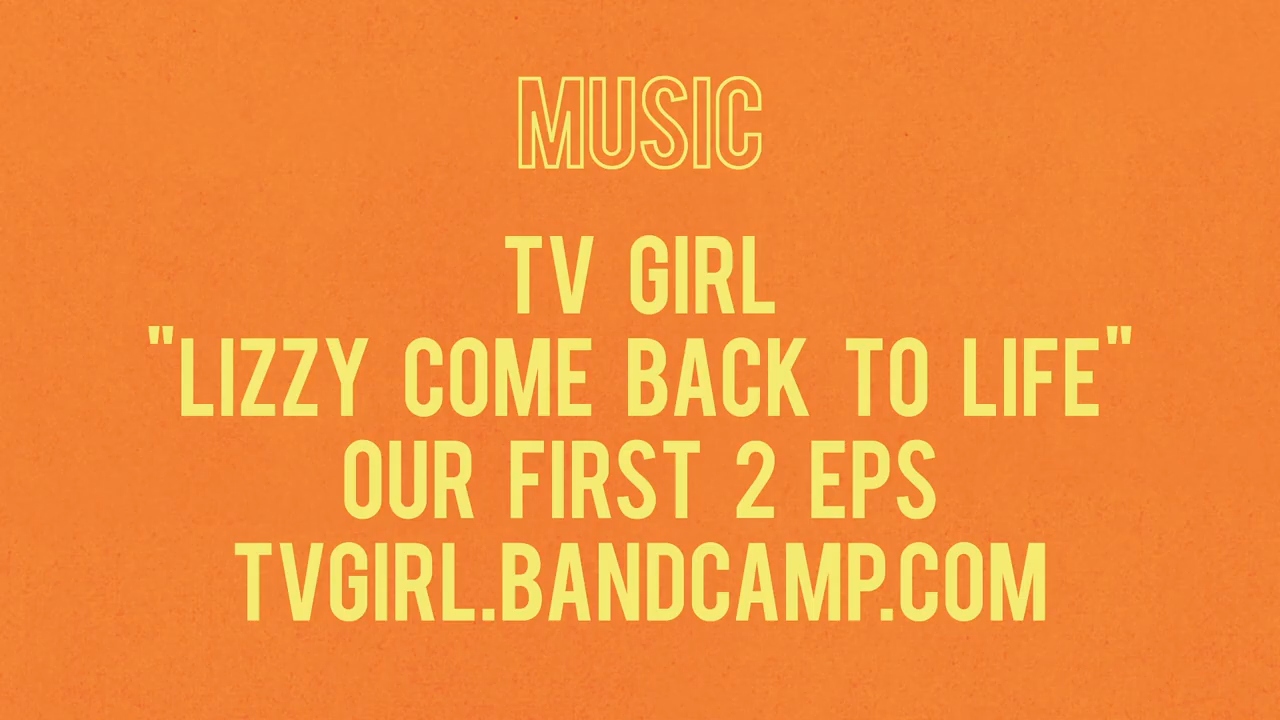 MUSIC
TV GIRL
"LIZZY COME BACK TO LIFE"
OUR FIRST 2 EPS
TVGIRL.BANDCAMP.COM